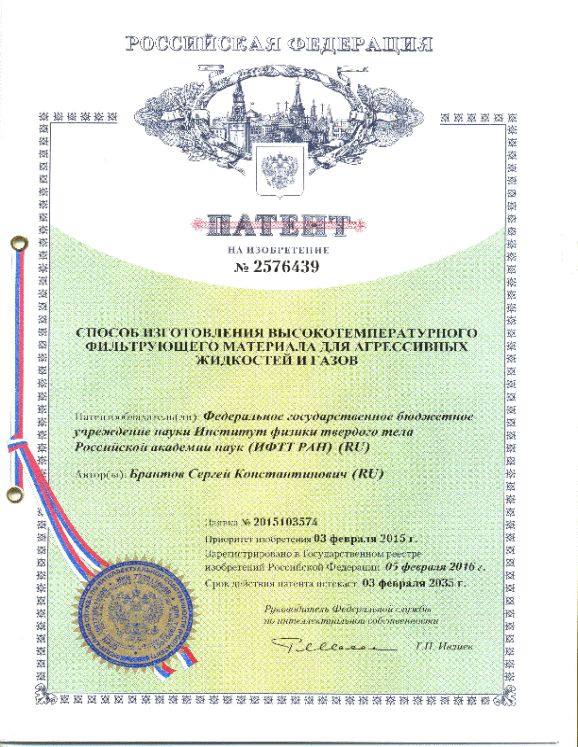 РОССИЙСКАЯ ФЕДЕРАЦИЯ
ПАТЕНТ
НА ИЗОБРЕТЕНИЕ
№ 2576439
СПОСОБ ИЗГОТОВЛЕНИЯ ВЫСОКОТЕМПЕРАТУРНОГО
ФИЛЬТРУЮЩЕГО МАТЕРИАЛА ДЛЯ АГРЕССИВНЫХ
ЖИДКОСТЕЙ И ГАЗОВ
Патентообладатель(ли): Федеральное государственное бюджетное
учреждение науки Институт физики твердого тела
Российской академии наук (ИФТТ РАН) (RU)
Автор(ы): Брантов Сергей Константинович (RU)
Заявка № 2015103574
Приоритет изобретения 03 февраля 2015 г.
Зарегистрировано в Государственном реестре
изобретений Российской Федерации 05 февраля 2016 г.
Срок действия патента истекает 03 февраля 2035 г.
Руководитель Федеральной службы
по интеллектуальной собственности
Г.П. Ивлиев